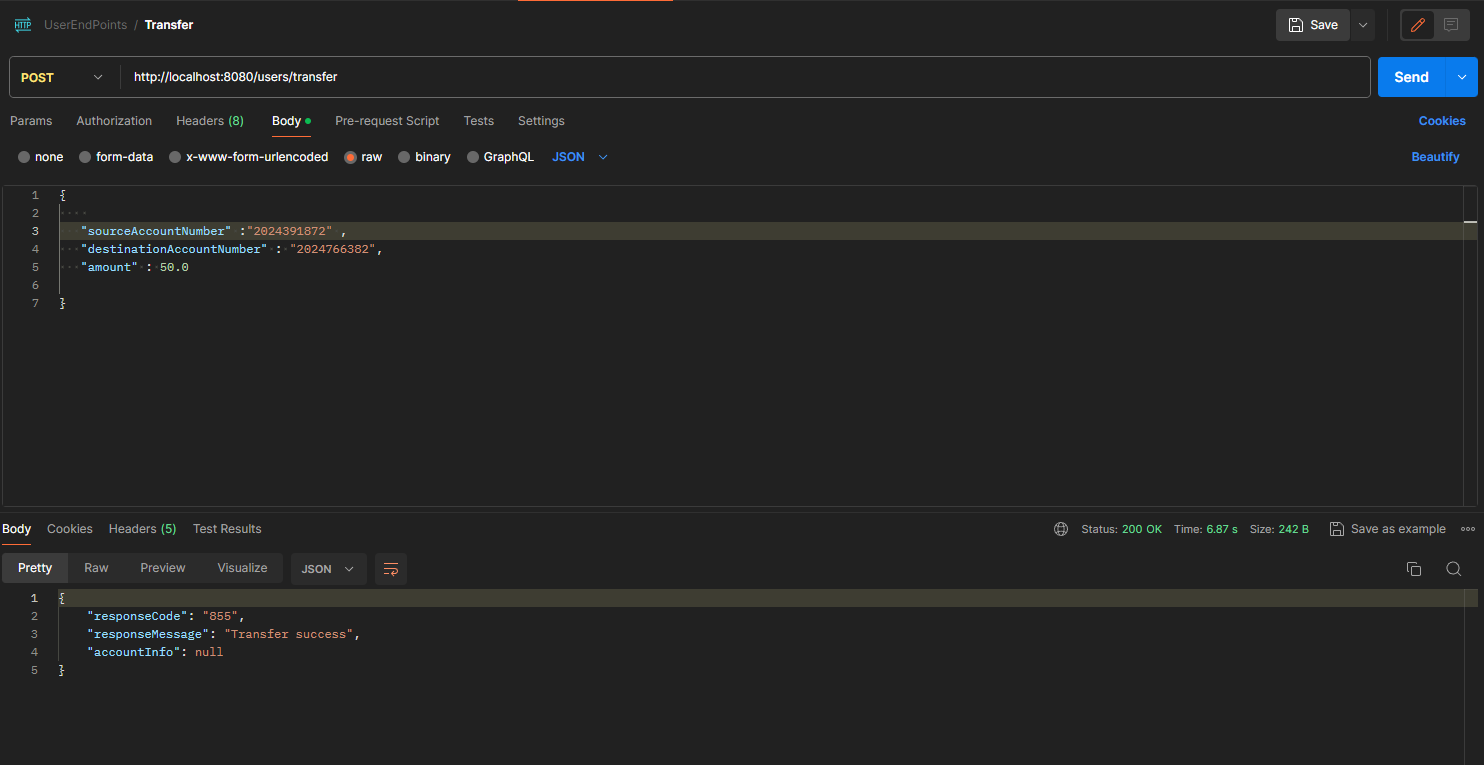 HTTP UserEndPoints / Transfer Save
POST http://localhost:8080/users/transfer Send
Params Authorization Headers (8) Body Pre-request Script Tests Settings Cookies
none form-data x-www-form-urlencoded raw binary GraphQL JSON Beautify
1 {
2 ····
3 ···"sourceAccountNumber" :"2024391872" ,
4 ···"destinationAccountNumber" : "2024766382",
5 ···"amount" : 50.0
6
7 }
Body Cookies Headers (5) Test Results Status: 200 OK Time: 6.87 s Size: 242 B Save as example
Pretty Raw Preview Visualize JSON
1 {
2 "responseCode": "855",
3 "responseMessage": "Transfer success",
4 "accountInfo": null
5 }